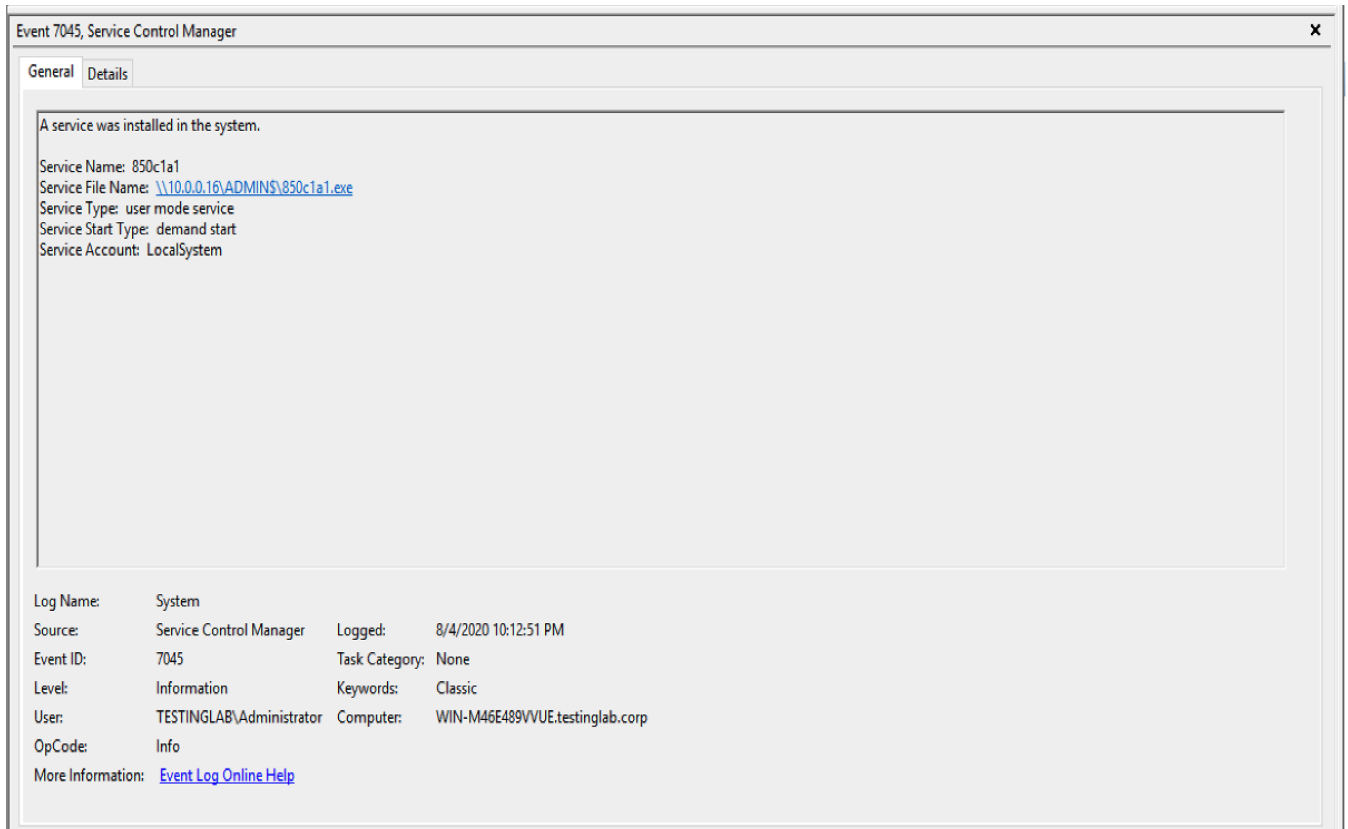 Event 7045, Service Control Manager x
General Details
A service was installed in the system.
Service Name: 850c1a1
Service File Name: \\10.0.0.16\ADMIN$\850c1a1.exe
Service Type: user mode service
Service Start Type: demand start
Service Account: LocalSystem
Log Name: System
Source: Service Control Manager Logged: 8/4/2020 10:12:51 PM
Event ID: 7045 Task Category: None
Level: Information Keywords: Classic
User: TESTINGLAB\Administrator Computer: WIN-M46E489VVUE.testinglab.corp
OpCode: Info
More Information: Event Log Online Help